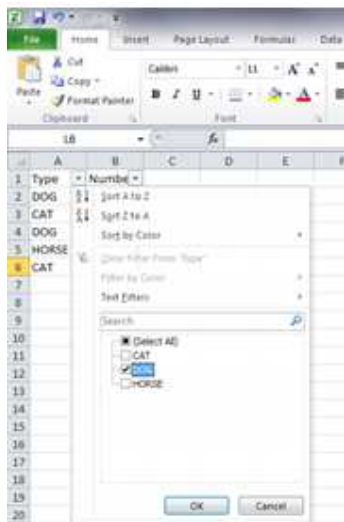 File Home Insert Page Layout Formulas Data
Cut
Copy
Format Painter
Paste
Calibri 11 A A
B I U A
Clipboard Font
L8 fx
A B C D E F
1 Type Numbe
2 DOG
3 CAT
4 DOG
5 HORSE
6 CAT
7
8
9
10
11
12
13
14
15
16
17
18
19
20
Sort A to Z
Sort Z to A
Sort by Color
Clear Filter From "Type"
Filter by Color
Text Filters
Search
(Select All)
CAT
DOG
HORSE
OK Cancel